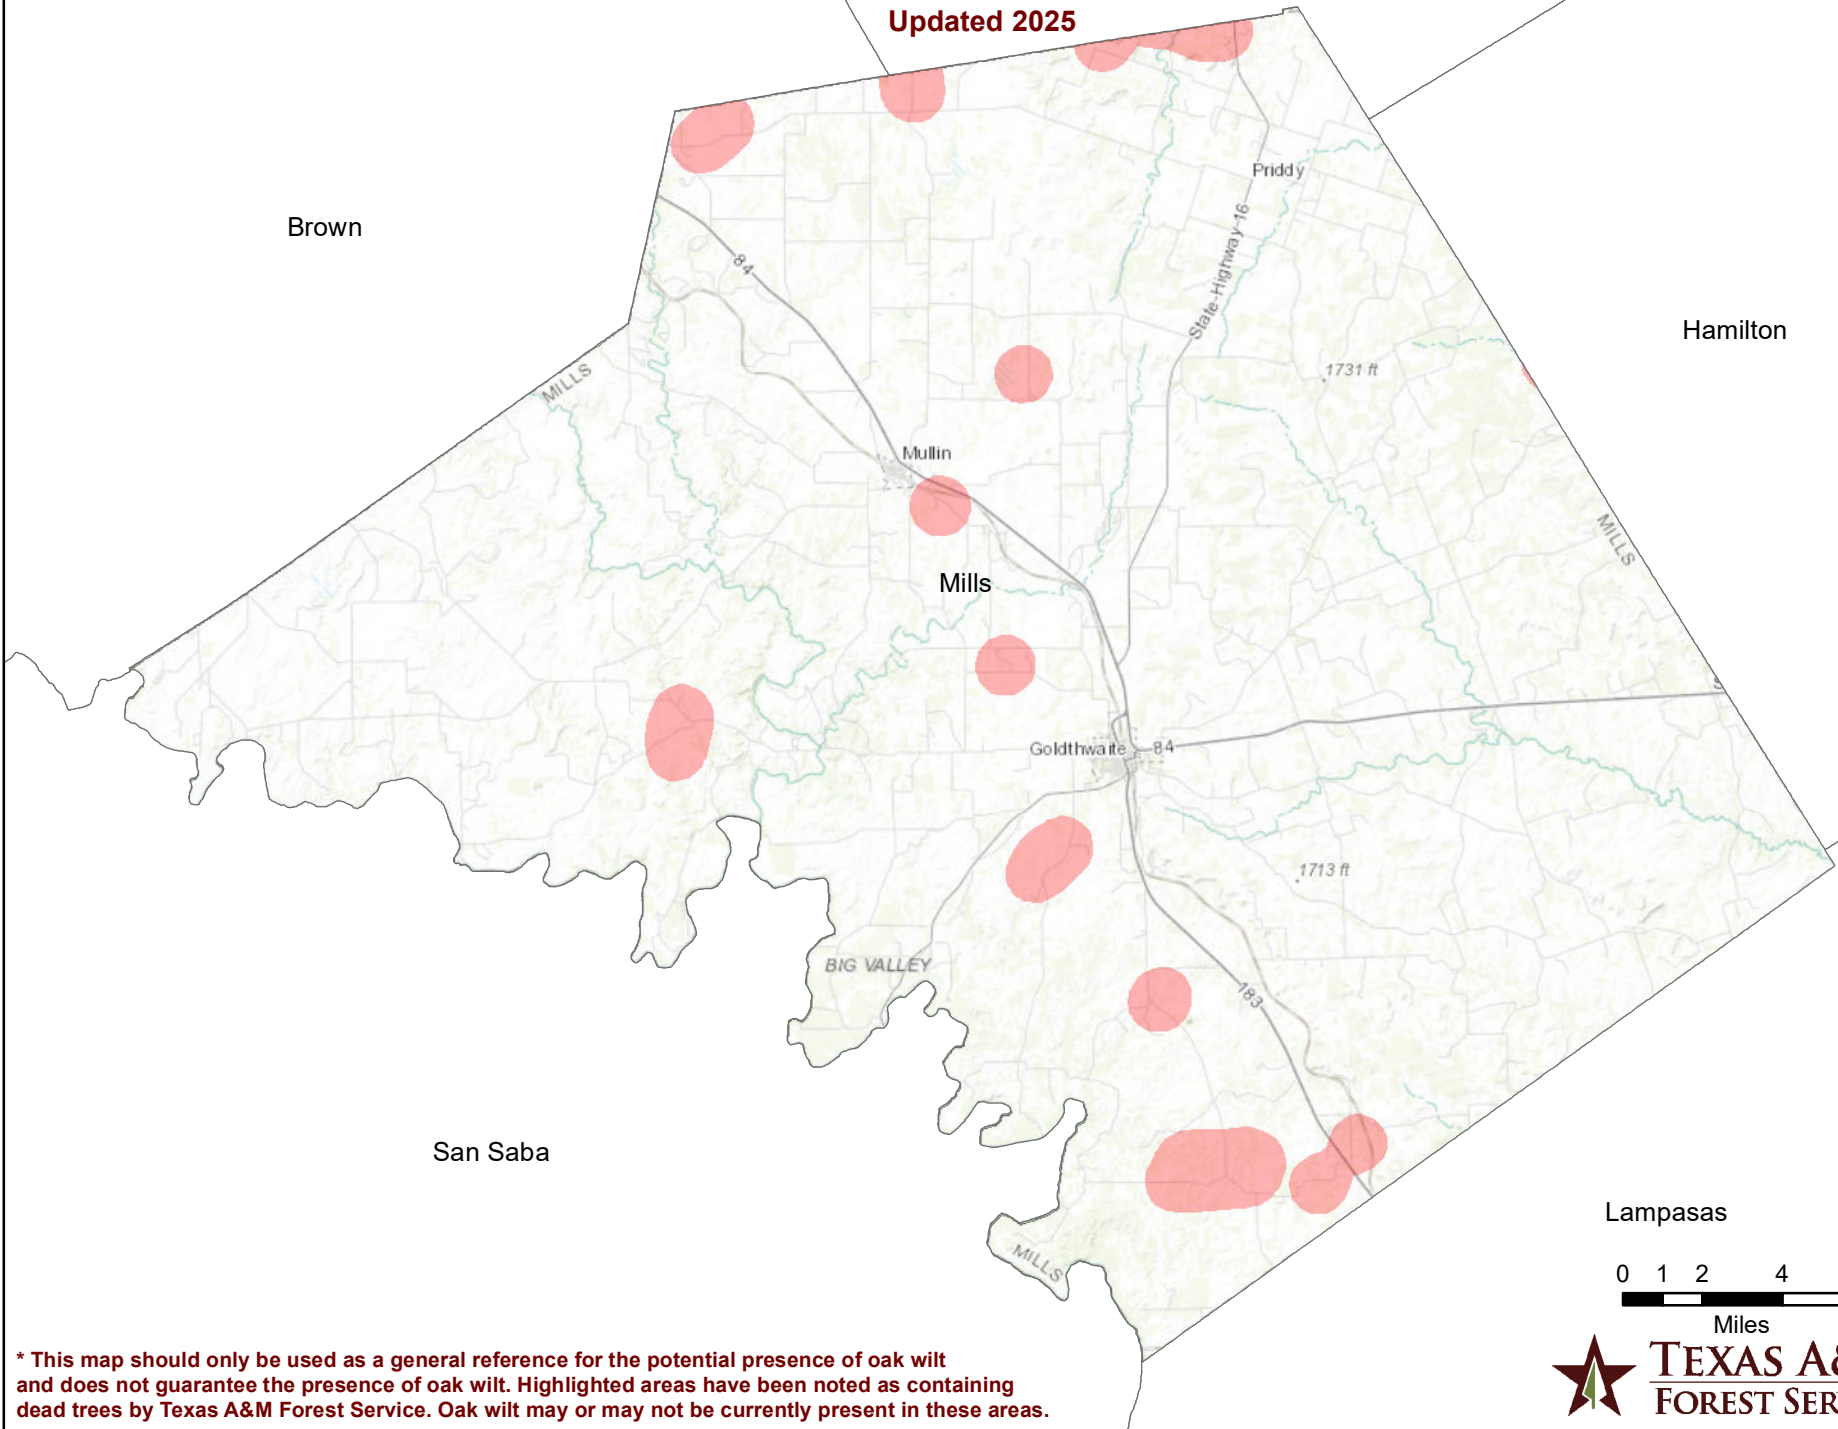 Updated 2025
Priddy
Brown
84
State-Highway-16
Hamilton
1731 ft
MILLS
Mullin
MILLS
Mills
Goldthwaite
84
1713 ft
BIG VALLEY
183
San Saba
Lampasas
MILLS
0 1 2 4
Miles
* This map should only be used as a general reference for the potential presence of oak wilt
and does not guarantee the presence of oak wilt. Highlighted areas have been noted as containing
dead trees by Texas A&M Forest Service. Oak wilt may or may not be currently present in these areas.
TEXAS A&
FOREST SER